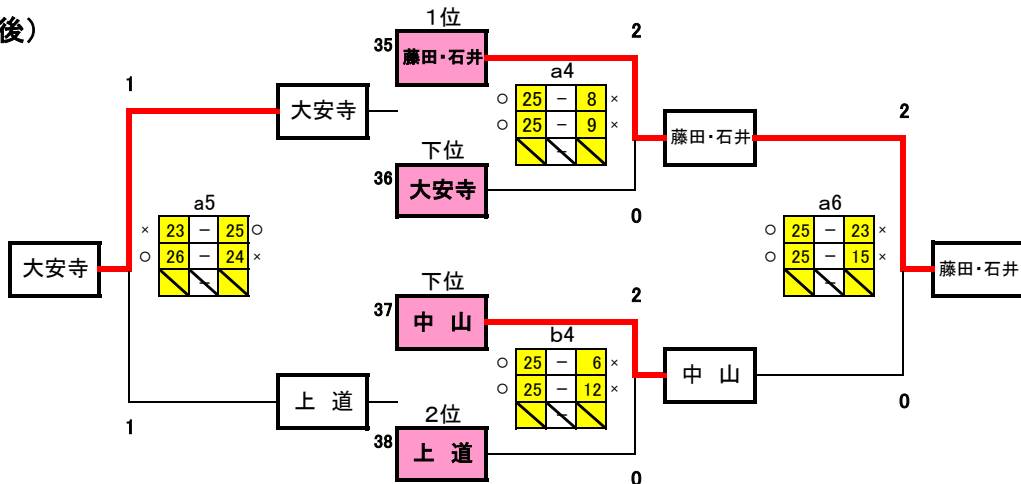 後）
1位
35 藤田・石井
2
a4
○ 25 － 8 ×
○ 25 － 9 ×
－
1
大安寺
下位
36 大安寺
0
藤田・石井
2
a5
× 23 － 25 ○
○ 26 － 24 ×
－
大安寺
a6
○ 25 － 23 ×
○ 25 － 15 ×
－
藤田・石井
下位
37 中 山
2
b4
○ 25 － 6 ×
○ 25 － 12 ×
－
上 道
1
2位
38 上 道
0
中 山
0